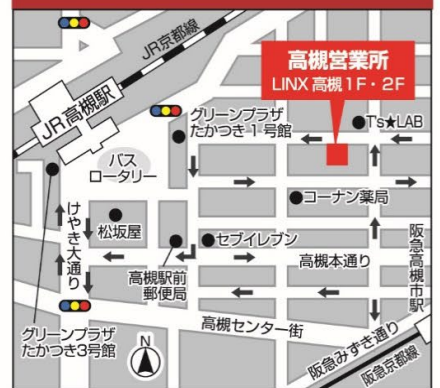 JR京都線
高槻営業所
LINX 高槻1F・2F
JR高槻駅
グリーンプラザ
たかつき1号館
T's★LAB
バス
ロータリー
コーナン薬局
けやき大通り
松坂屋
セブイレブン
高槻本通り
高槻駅前
郵便局
阪急高槻市駅
高槻センター街
グリーンプラザ
たかつき3号館
N
阪急みずき通り
阪急京都線